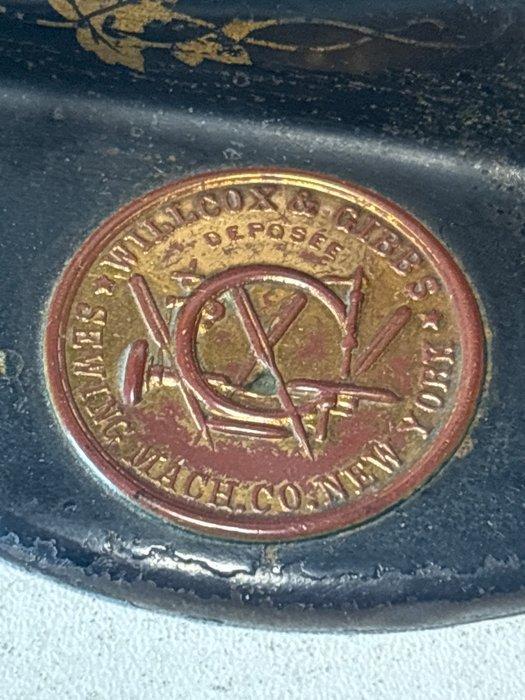 ★ WILLCOX & GIBBS ★
DEPOSÉE
SEWING MACH. CO. NEW YORK